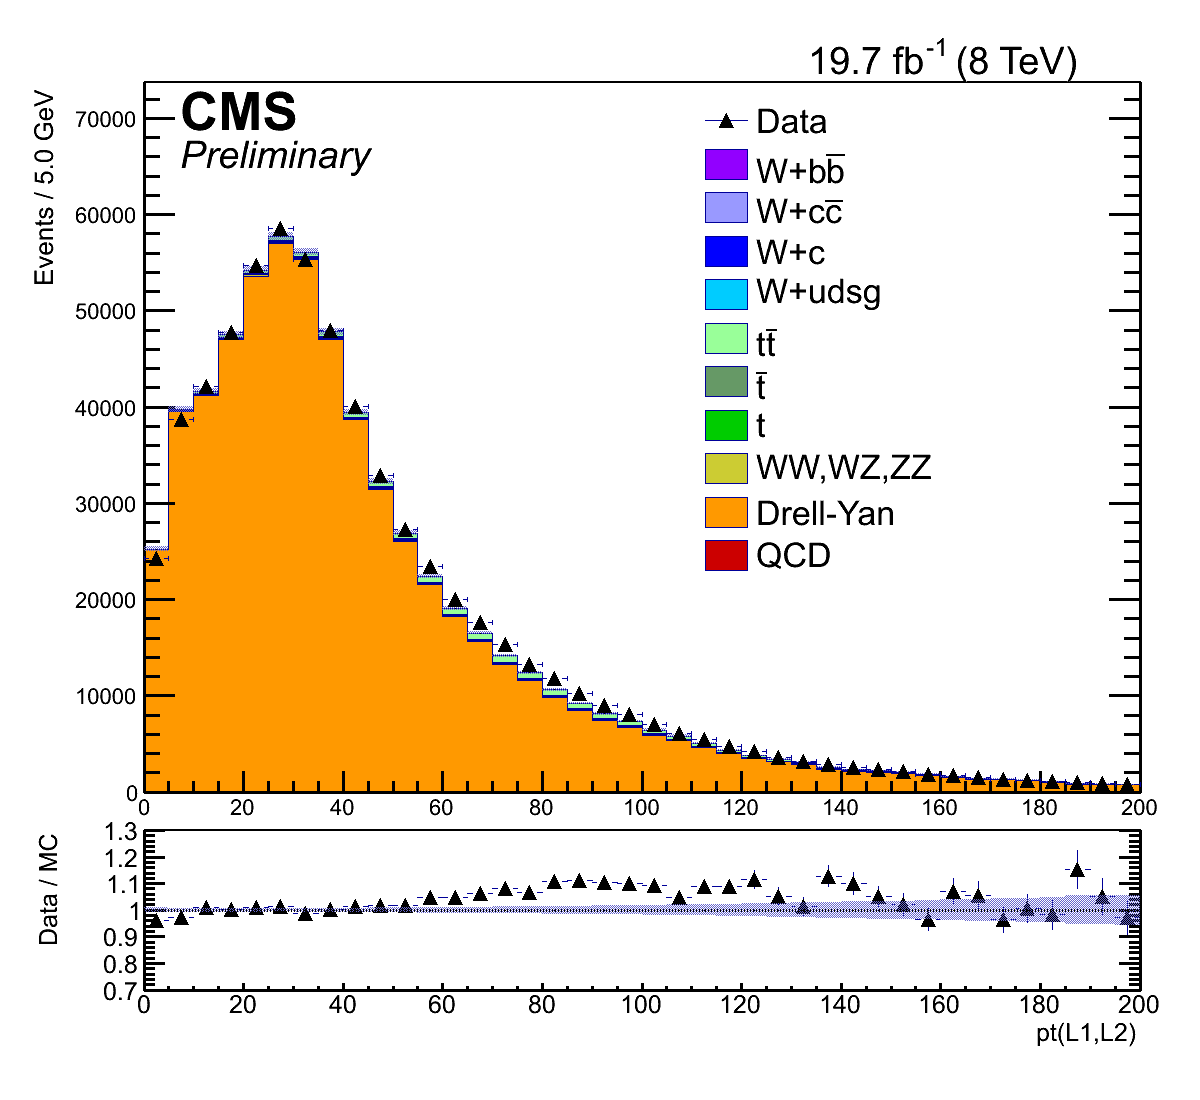 19.7 fb⁻¹ (8 TeV)
CMS
Preliminary
Events / 5.0 GeV
70000
60000
50000
40000
30000
20000
10000
0
Data
W+bb̅
W+cc̅
W+c
W+udsg
tt̅
t̅
t
WW,WZ,ZZ
Drell-Yan
QCD
0 20 40 60 80 100 120 140 160 180 200
Data / MC
1.3
1.2
1.1
1
0.9
0.8
0.7
0 20 40 60 80 100 120 140 160 180 200
pt(L1,L2)